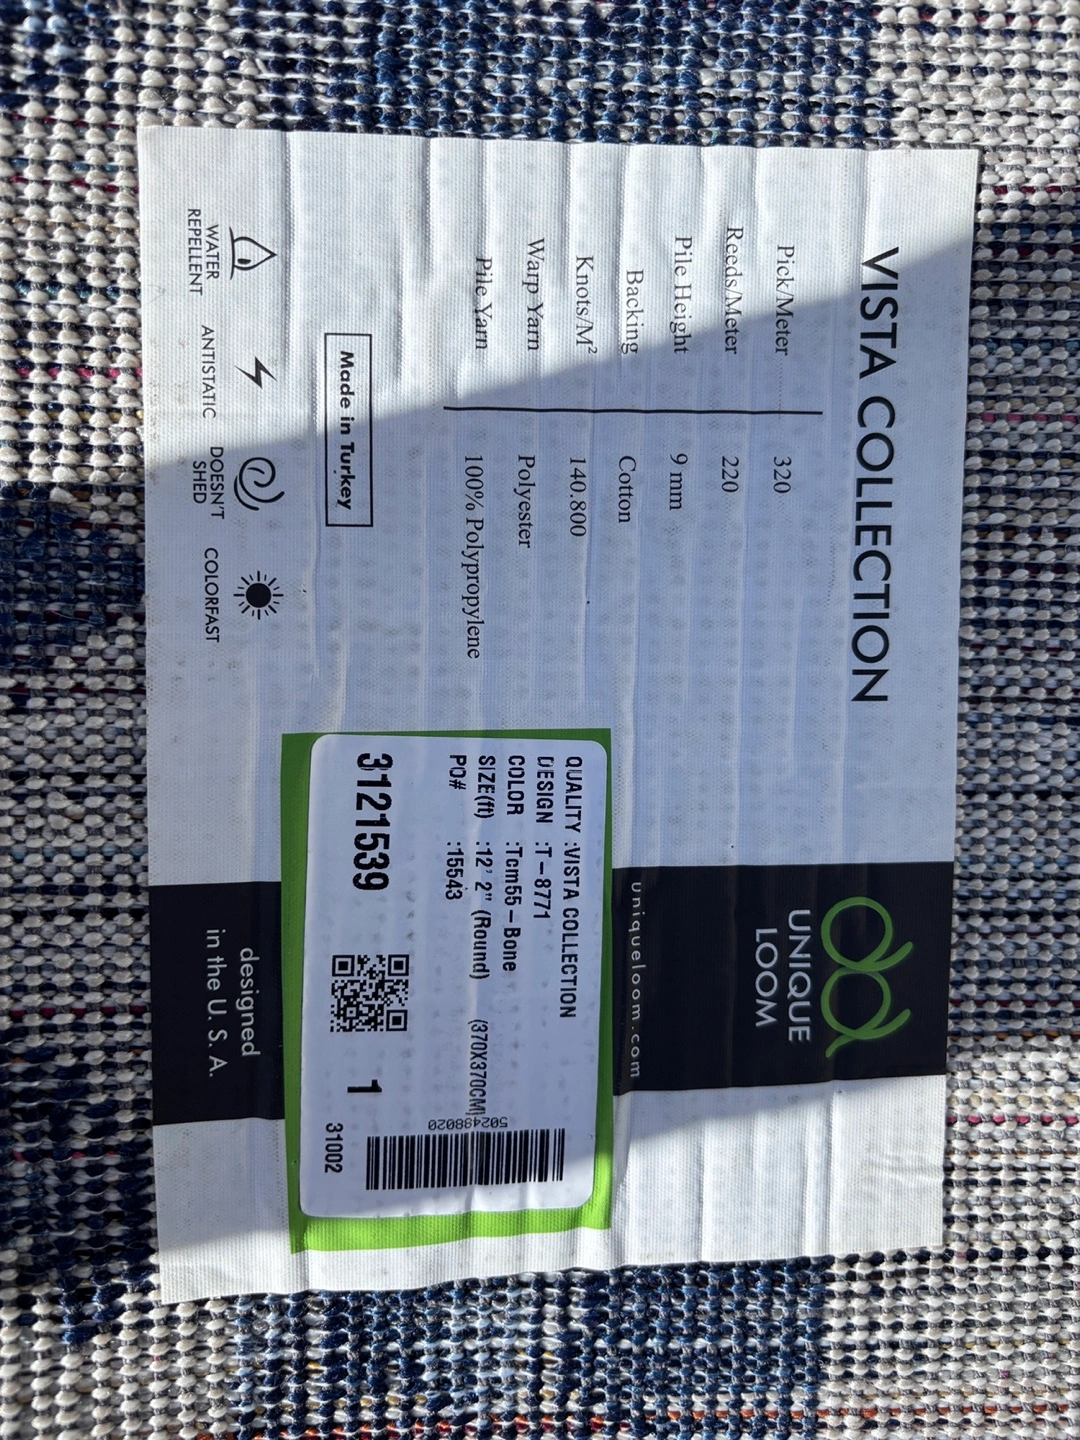 VISTA COLLECTION
Pick/Meter 320
Reeds/Meter 220
Pile Height 9 mm
Backing Cotton
Knots/M² 140.800
Warp Yarn Polyester
Pile Yarn 100% Polypropylene
Made in Turkey
WATER REPELLENT
ANTISTATIC
DOESN'T SHED
COLORFAST
UNIQUE
LOOM
uniqueloom.com
QUALITY :VISTA COLLECTION
DESIGN :T-8771
COLOR :Tcm55-Bone
SIZE(ft) :12' 2" (Round) (370X370CM)
PO# :15543
3121539
1
31002
502488020
designed
in the U. S. A.